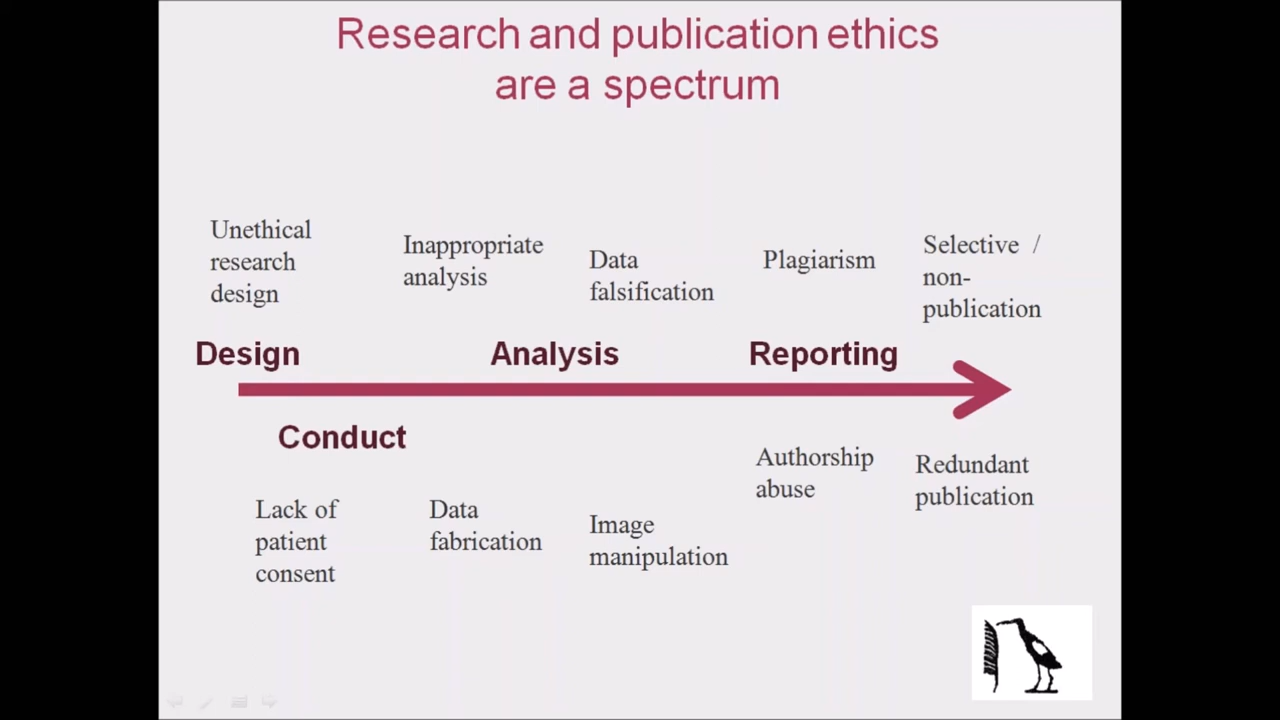 Research and publication ethics
are a spectrum
Unethical
research
design
Inappropriate
analysis
Data
falsification
Plagiarism
Selective /
non-
publication
Design
Analysis
Reporting
Conduct
Lack of
patient
consent
Data
fabrication
Image
manipulation
Authorship
abuse
Redundant
publication